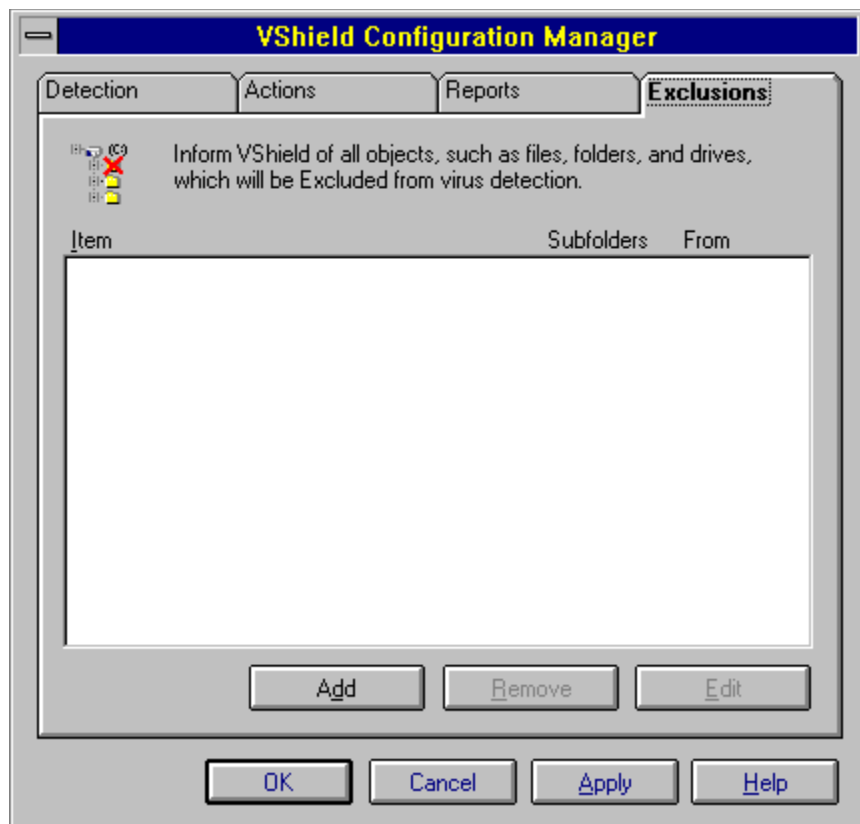 VShield Configuration Manager
Detection Actions Reports Exclusions
(C)
Inform VShield of all objects, such as files, folders, and drives,
which will be Excluded from virus detection.
Item Subfolders From
Add Remove Edit
OK Cancel Apply Help